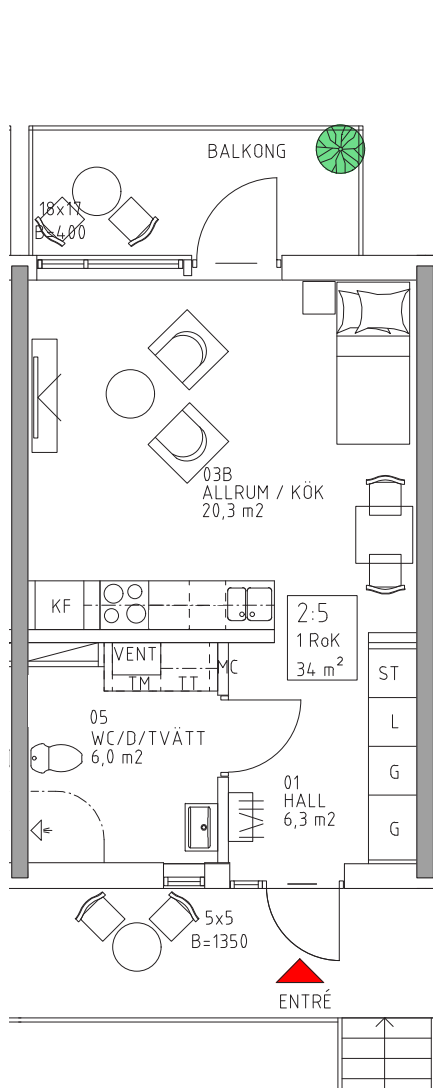 BALKONG
18x17
B=400
03B
ALLRUM / KÖK
20,3 m2
KF
2:5
1 RoK
34 m²
VENT
MC
TM TT
ST
05
WC/D/TVÄTT
6,0 m2
L
G
01
HALL
6,3 m2
G
5x5
B=1350
ENTRÉ